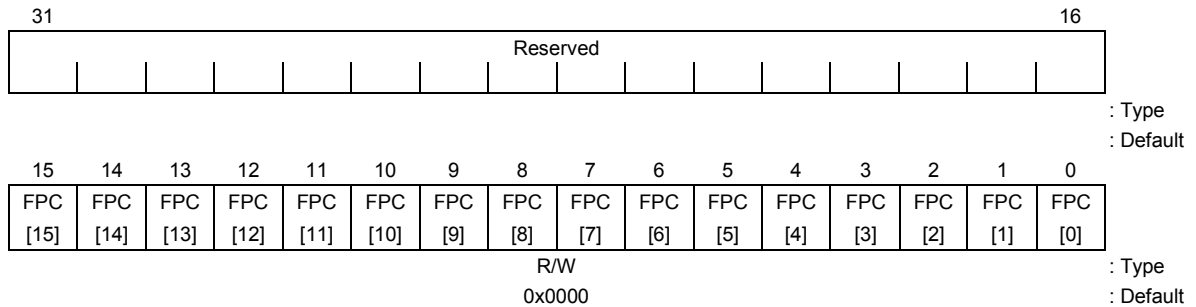 31 16
Reserved
: Type
: Default
15 14 13 12 11 10 9 8 7 6 5 4 3 2 1 0
FPC FPC FPC FPC FPC FPC FPC FPC FPC FPC FPC FPC FPC FPC FPC FPC
[15] [14] [13] [12] [11] [10] [9] [8] [7] [6] [5] [4] [3] [2] [1] [0]
R/W : Type
0x0000 : Default